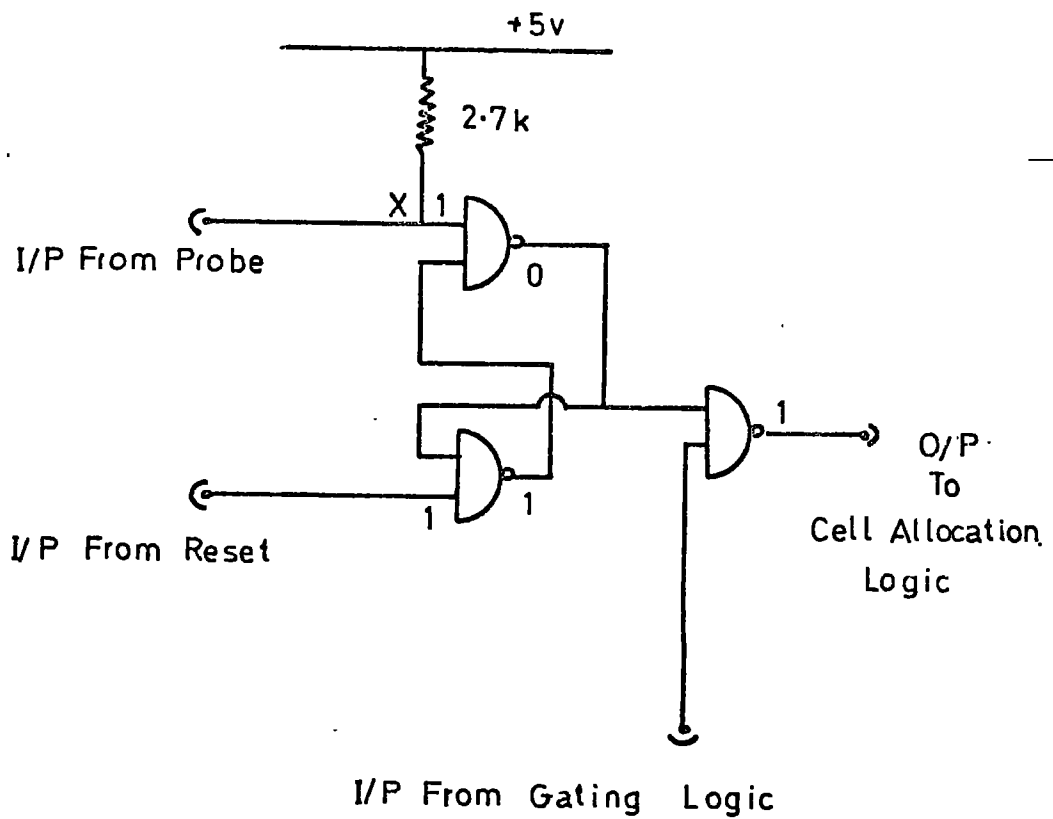 +5v
2·7k
X 1
I/P From Probe
0
1
O/P
To
Cell Allocation
Logic
1 1
I/P From Reset
I/P From Gating Logic